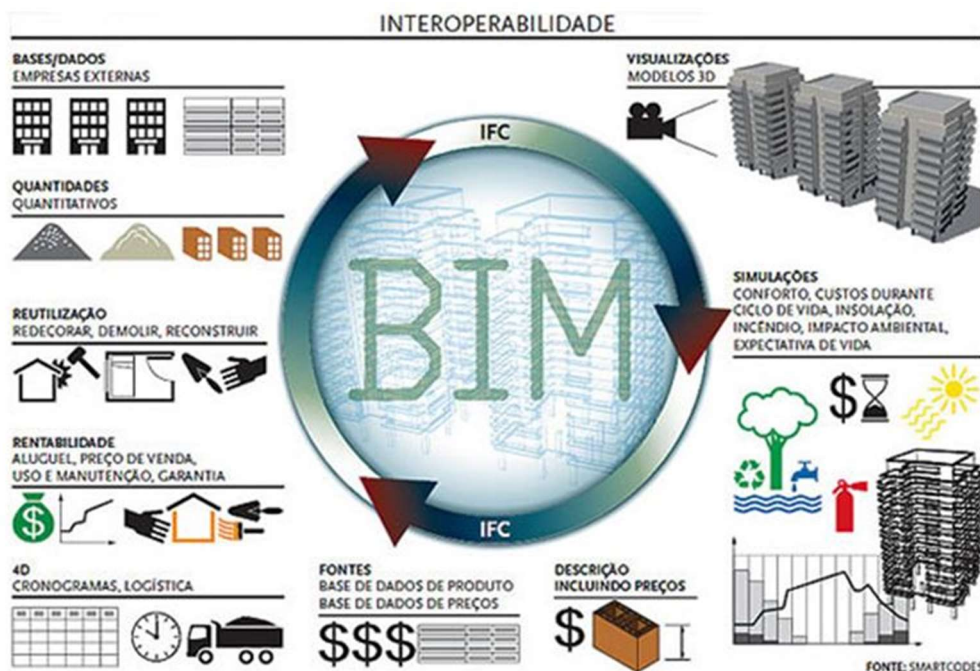 INTEROPERABILIDADE
BASES/DADOS
EMPRESAS EXTERNAS
QUANTIDADES
QUANTITATIVOS
REUTILIZAÇÃO
REDECORAR, DEMOLIR, RECONSTRUIR
RENTABILIDADE
ALUGUEL, PREÇO DE VENDA,
USO E MANUTENÇÃO, GARANTIA
$
4D
CRONOGRAMAS, LOGÍSTICA
IFC
BIM
IFC
FONTES
BASE DE DADOS DE PRODUTO
BASE DE DADOS DE PREÇOS
$$$
DESCRIÇÃO
INCLUINDO PREÇOS
$
VISUALIZAÇÕES
MODELOS 3D
SIMULAÇÕES
CONFORTO, CUSTOS DURANTE
CICLO DE VIDA, INSOLAÇÃO,
INCÊNDIO, IMPACTO AMBIENTAL,
EXPECTATIVA DE VIDA
$
FONTE: SMARTCODES